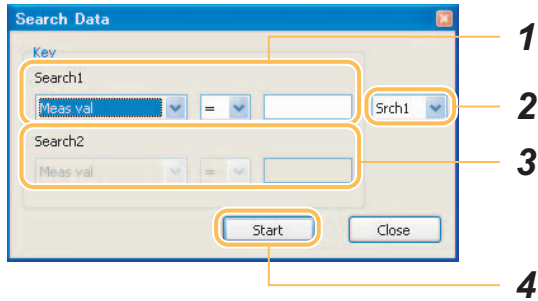 Search Data
Key
Search1
Meas val = Srch1
Search2
Meas val =
Start Close
1
2
3
4